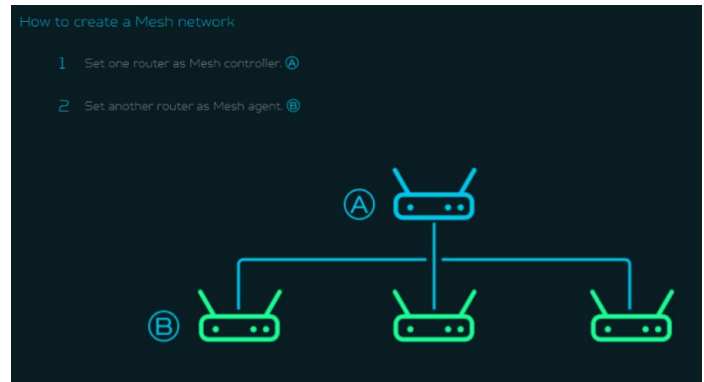 How to create a Mesh network
1 Set one router as Mesh controller. Ⓐ
2 Set another router as Mesh agent. Ⓑ
Ⓐ
Ⓑ